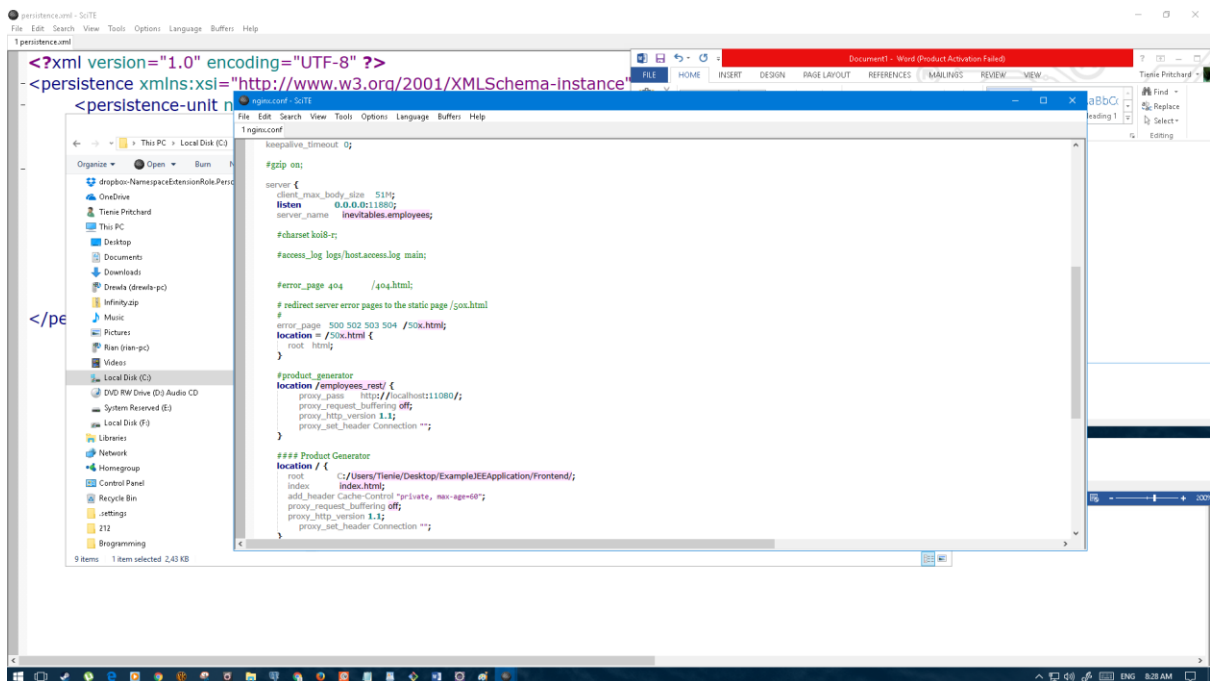 persistence.xml - SciTE
File Edit Search View Tools Options Language Buffers Help
1 persistence.xml
<?xml version="1.0" encoding="UTF-8" ?>
<persistence xmlns:xsi="http://www.w3.org/2001/XMLSchema-instance"
<persistence-unit n
</pe
Document1 - Word (Product Activation Failed)
FILE HOME INSERT DESIGN PAGE LAYOUT REFERENCES MAILINGS REVIEW VIEW
Tienie Pritchard
aBbCc
eading 1
Find
Replace
Select
Editing
200%
This PC > Local Disk (C:)
Organize Open Burn N
dropbox-NamespaceExtensionRole.Perso
OneDrive
Tienie Pritchard
This PC
Desktop
Documents
Downloads
Drewla (drewla-pc)
Infinity.zip
Music
Pictures
Rian (rian-pc)
Videos
Local Disk (C:)
DVD RW Drive (D:) Audio CD
System Reserved (E:)
Local Disk (F:)
Libraries
Network
Homegroup
Control Panel
Recycle Bin
.settings
212
Brogramming
9 items 1 item selected 2,43 KB
nginx.conf - SciTE
File Edit Search View Tools Options Language Buffers Help
1 nginx.conf
keepalive_timeout 0;
#gzip on;
server {
client_max_body_size 51M;
listen 0.0.0.0:11880;
server_name inevitables.employees;
#charset koi8-r;
#access_log logs/host.access.log main;
#error_page 404 /404.html;
# redirect server error pages to the static page /50x.html
#
error_page 500 502 503 504 /50x.html;
location = /50x.html {
root html;
}
#product_generator
location /employees_rest/ {
proxy_pass http://localhost:11080/;
proxy_request_buffering off;
proxy_http_version 1.1;
proxy_set_header Connection "";
}
#### Product Generator
location / {
root C:/Users/Tienie/Desktop/ExampleJEEApplication/Frontend/;
index index.html;
add_header Cache-Control "private, max-age=60";
proxy_request_buffering off;
proxy_http_version 1.1;
proxy_set_header Connection "";
}
ENG 8:28 AM